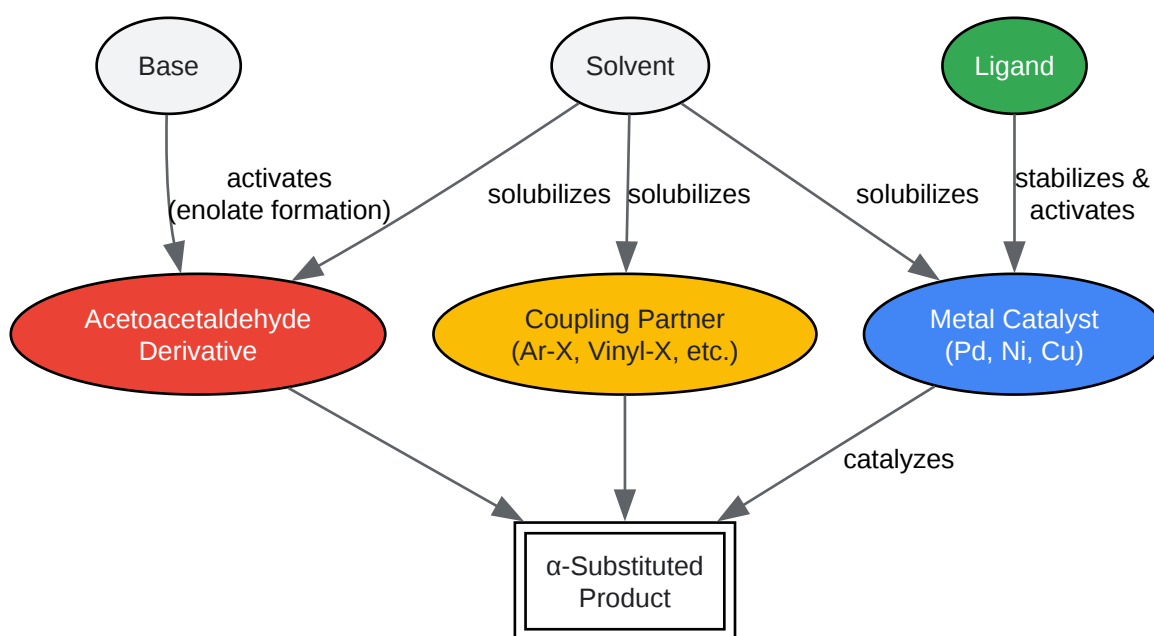 Base
Solvent
Ligand
activates
(enolate formation)
solubilizes
solubilizes
solubilizes
stabilizes &
activates
Acetoacetaldehyde
Derivative
Coupling Partner
(Ar-X, Vinyl-X, etc.)
Metal Catalyst
(Pd, Ni, Cu)
catalyzes
α-Substituted
Product